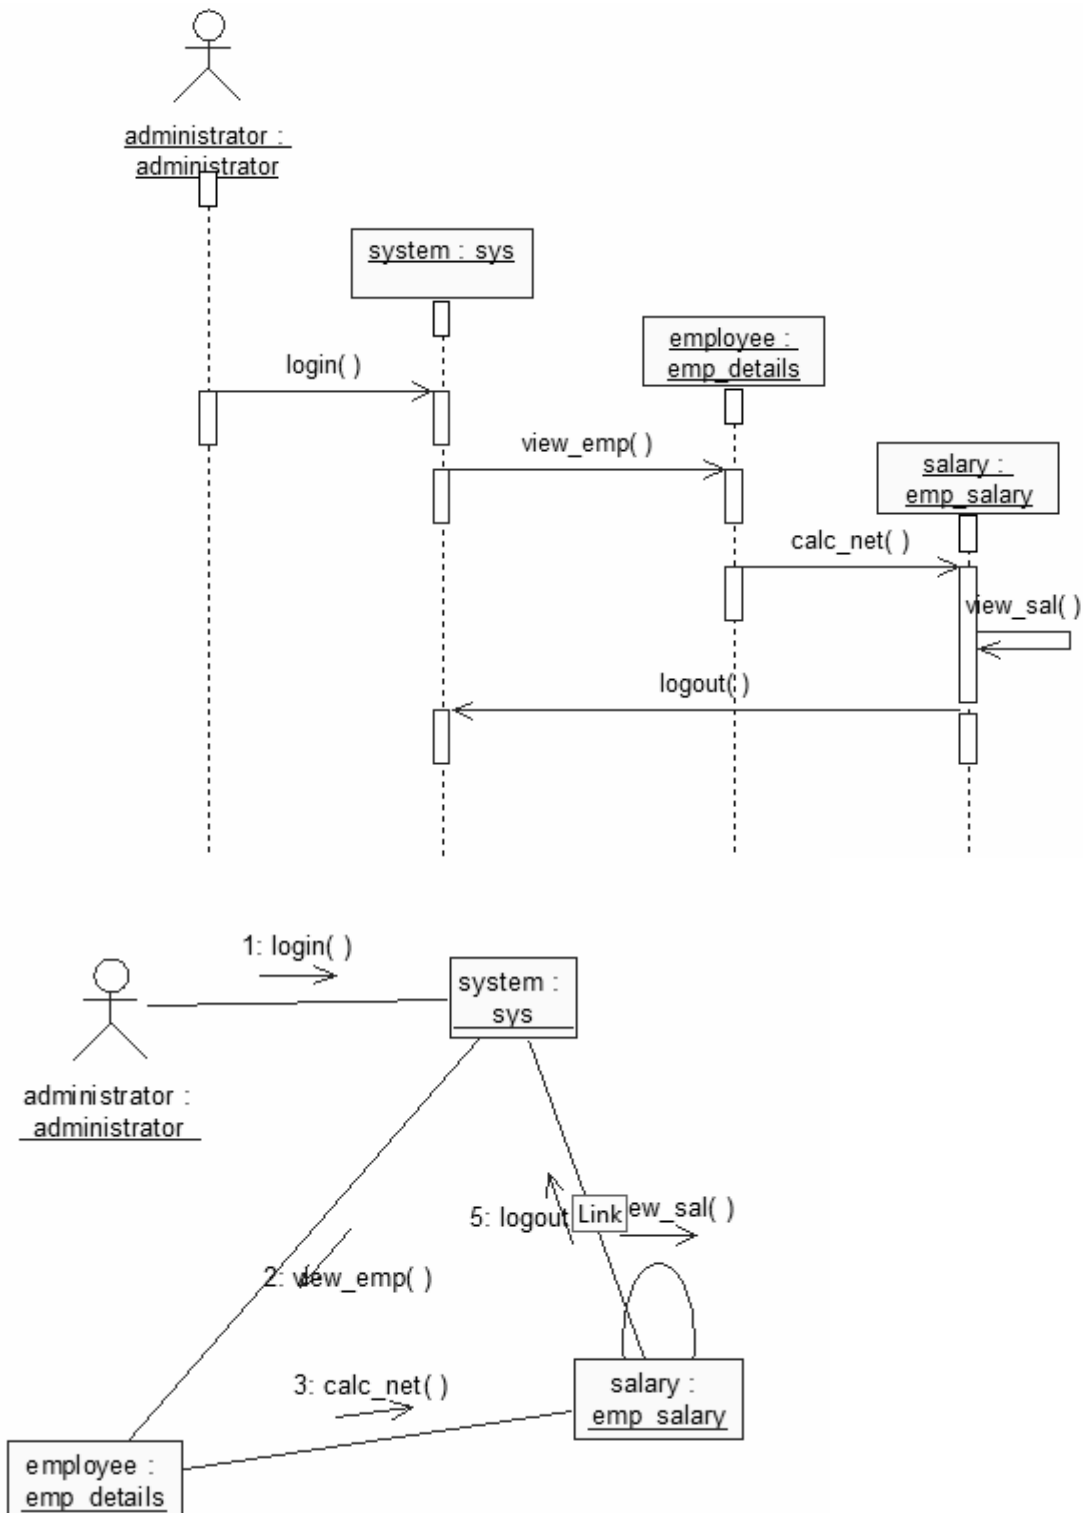 administrator :
administrator
system : sys
employee :
emp_details
login( )
view_emp( )
salary :
emp_salary
calc_net( )
view_sal( )
logout( )
1: login( )
system :
sys
administrator :
administrator
5: logout
Link
ew_sal( )
2: view_emp( )
3: calc_net( )
salary :
emp_salary
employee :
emp_details